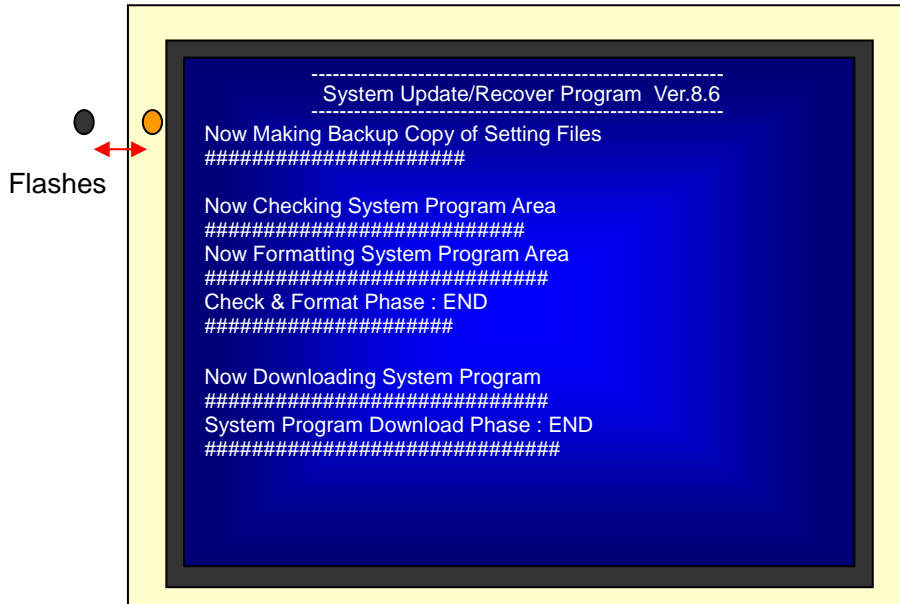 --------------------------------------------------------
System Update/Recover Program Ver.8.6
--------------------------------------------------------
Now Making Backup Copy of Setting Files
######################
Flashes
Now Checking System Program Area
###########################
Now Formatting System Program Area
#############################
Check & Format Phase : END
#####################
Now Downloading System Program
#############################
System Program Download Phase : END
##############################